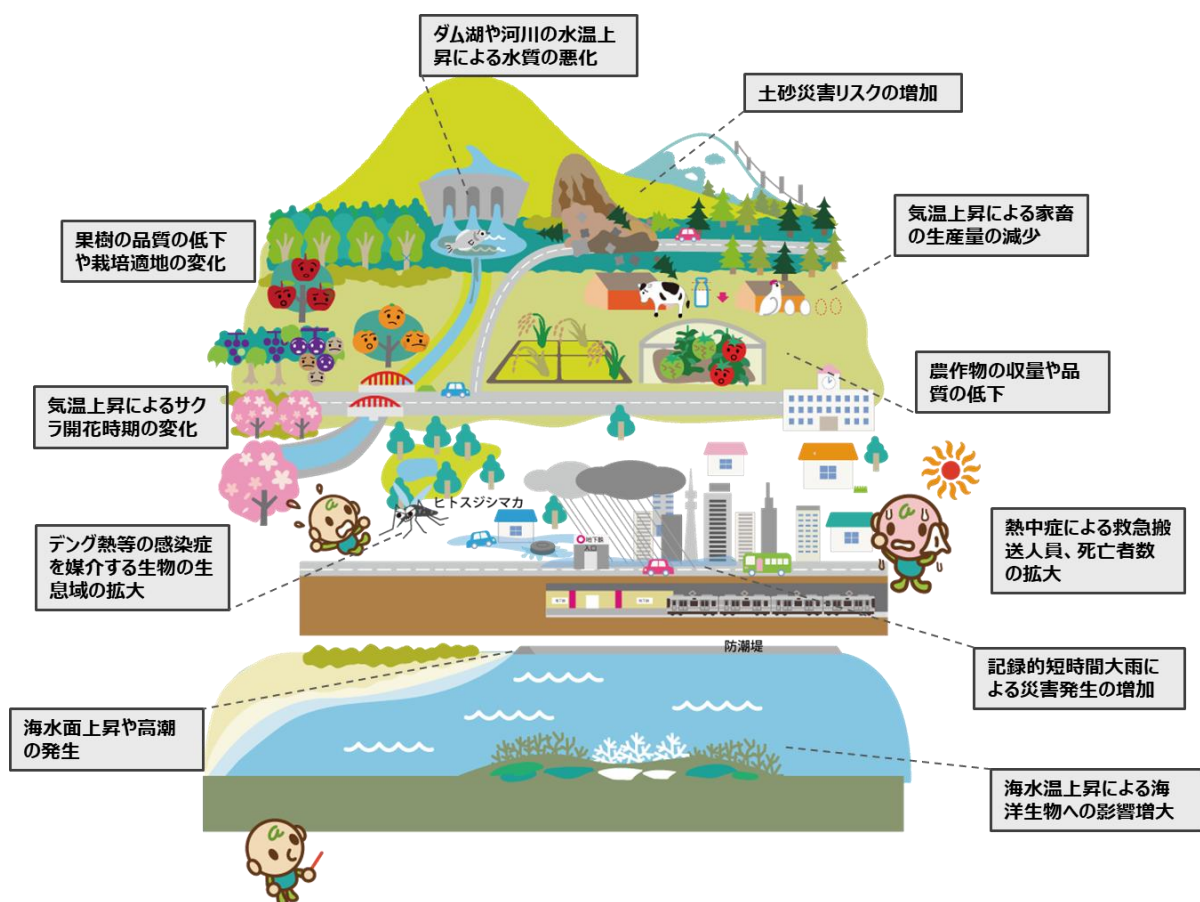 ダム湖や河川の水温上
昇による水質の悪化
土砂災害リスクの増加
果樹の品質の低下
や栽培適地の変化
気温上昇による家畜
の生産量の減少
農作物の収量や品
質の低下
気温上昇によるサク
ラ開花時期の変化
ヒトスジシマカ
デング熱等の感染症
を媒介する生物の生
息域の拡大
地下鉄
入口
熱中症による救急搬
送人員、死亡者数
の拡大
防潮堤
記録的短時間大雨に
よる災害発生の増加
海水面上昇や高潮
の発生
海水温上昇による海
洋生物への影響増大